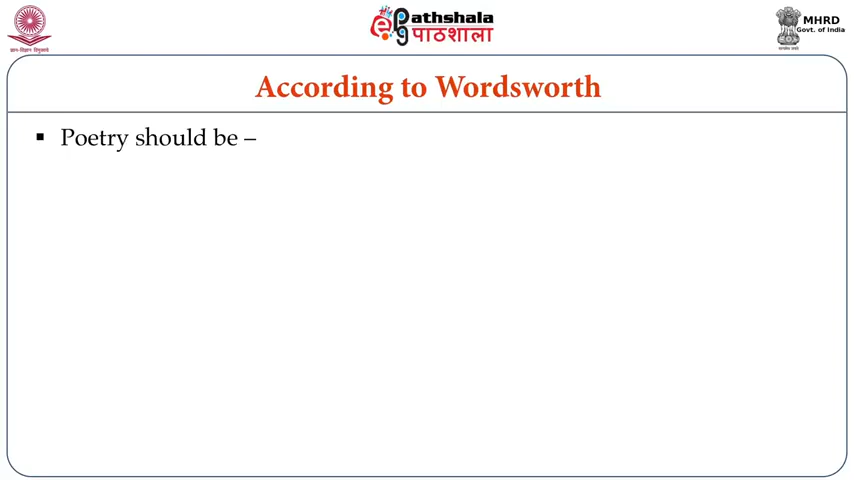 ePathshala
पाठशाला
MHRD
Govt. of India
According to Wordsworth
▪ Poetry should be –